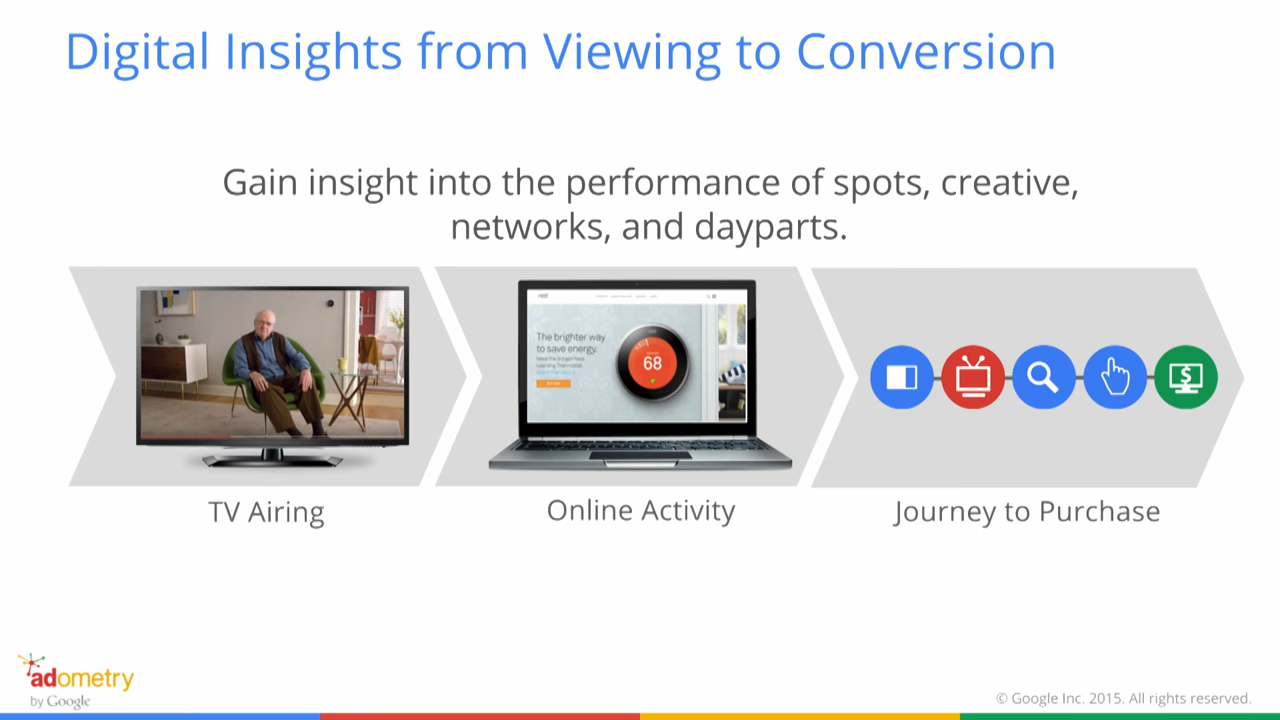 Digital Insights from Viewing to Conversion
Gain insight into the performance of spots, creative,
networks, and dayparts.
nest
The brighter way
to save energy.
68
TV Airing
Online Activity
Journey to Purchase
$
adometry
by Google
© Google Inc. 2015. All rights reserved.